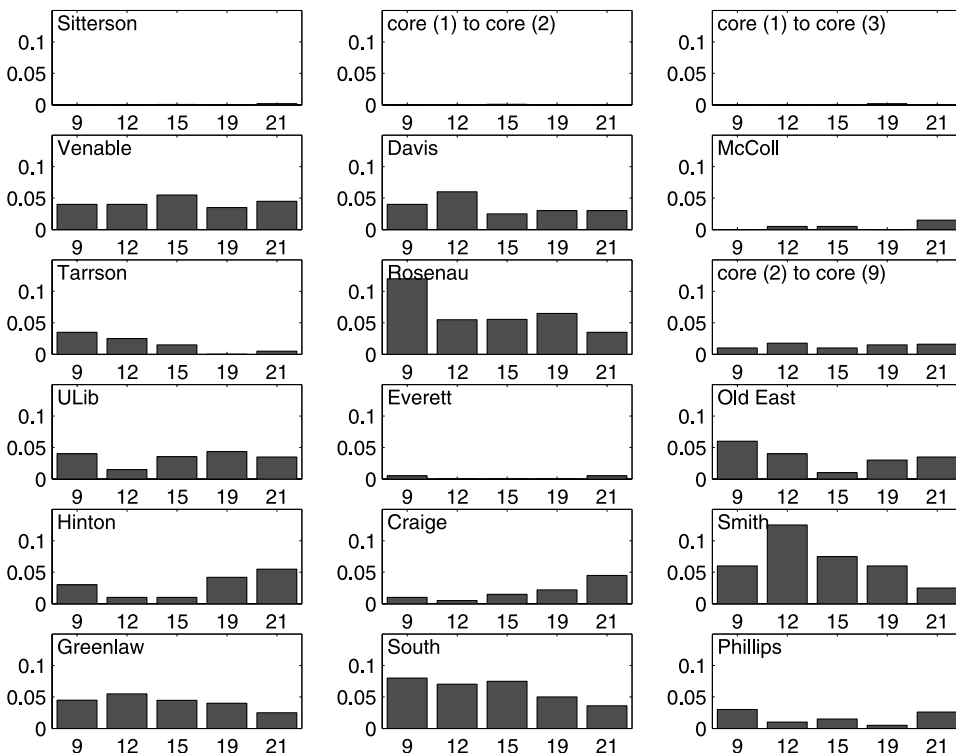 Sitterson
core (1) to core (2)
core (1) to core (3)
0.1 0.1 0.1
0.05 0.05 0.05
0 0 0
9 12 15 19 21 9 12 15 19 21 9 12 15 19 21
Venable
Davis
McColl
0.1 0.1 0.1
0.05 0.05 0.05
0 0 0
9 12 15 19 21 9 12 15 19 21 9 12 15 19 21
Tarrson
Rosenau
core (2) to core (9)
0.1 0.1 0.1
0.05 0.05 0.05
0 0 0
9 12 15 19 21 9 12 15 19 21 9 12 15 19 21
ULib
Everett
Old East
0.1 0.1 0.1
0.05 0.05 0.05
0 0 0
9 12 15 19 21 9 12 15 19 21 9 12 15 19 21
Hinton
Craige
Smith
0.1 0.1 0.1
0.05 0.05 0.05
0 0 0
9 12 15 19 21 9 12 15 19 21 9 12 15 19 21
Greenlaw
South
Phillips
0.1 0.1 0.1
0.05 0.05 0.05
0 0 0
9 12 15 19 21 9 12 15 19 21 9 12 15 19 21